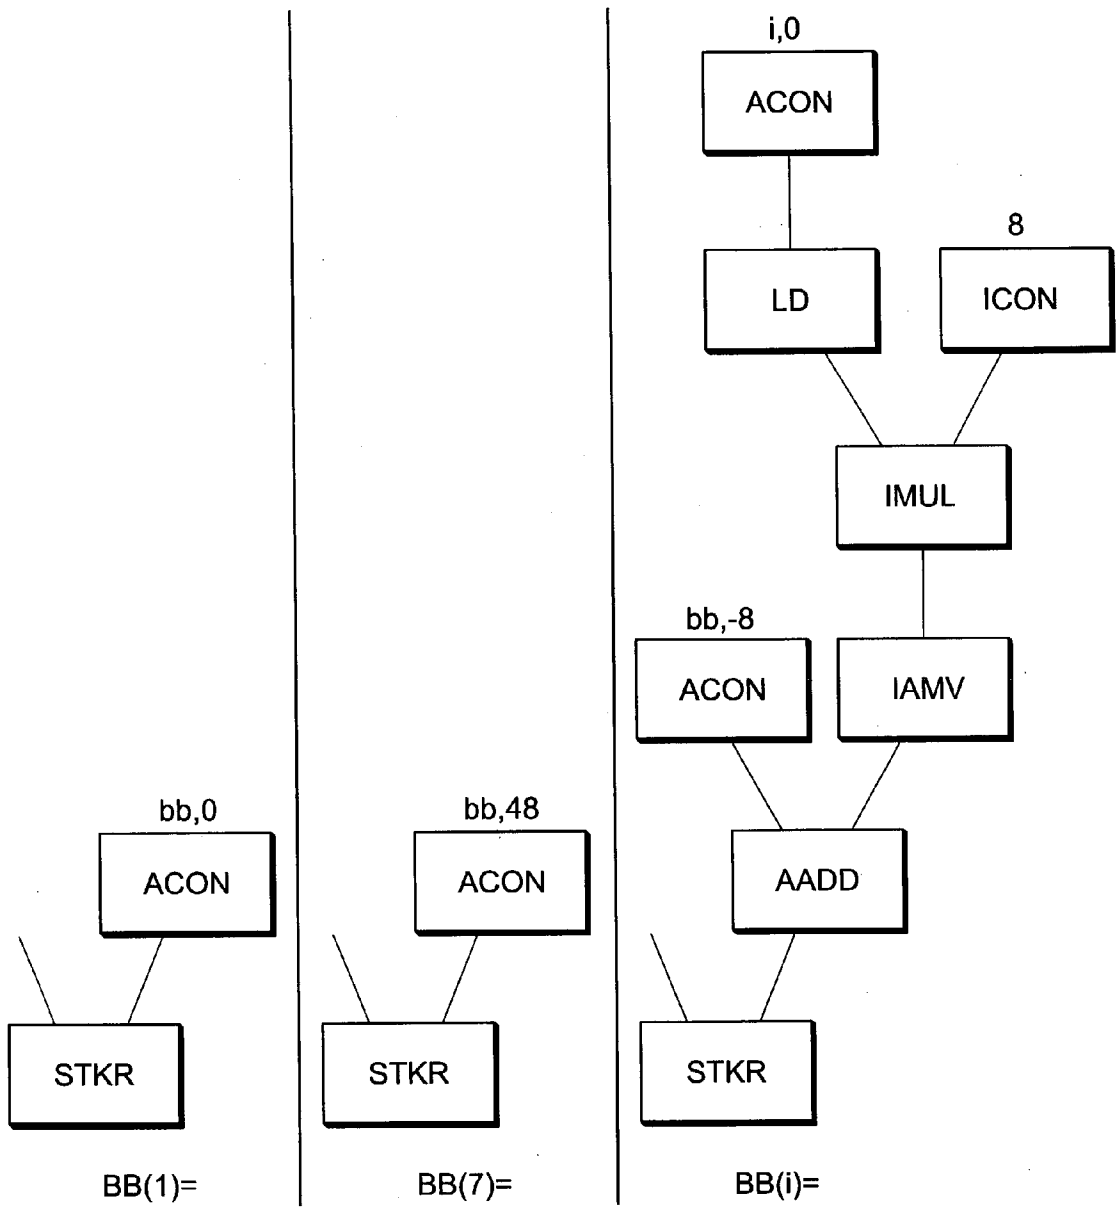 i,0
ACON
8
LD
ICON
IMUL
bb,-8
ACON
IAMV
bb,0
bb,48
ACON
ACON
AADD
STKR
STKR
STKR
BB(1)=
BB(7)=
BB(i)=